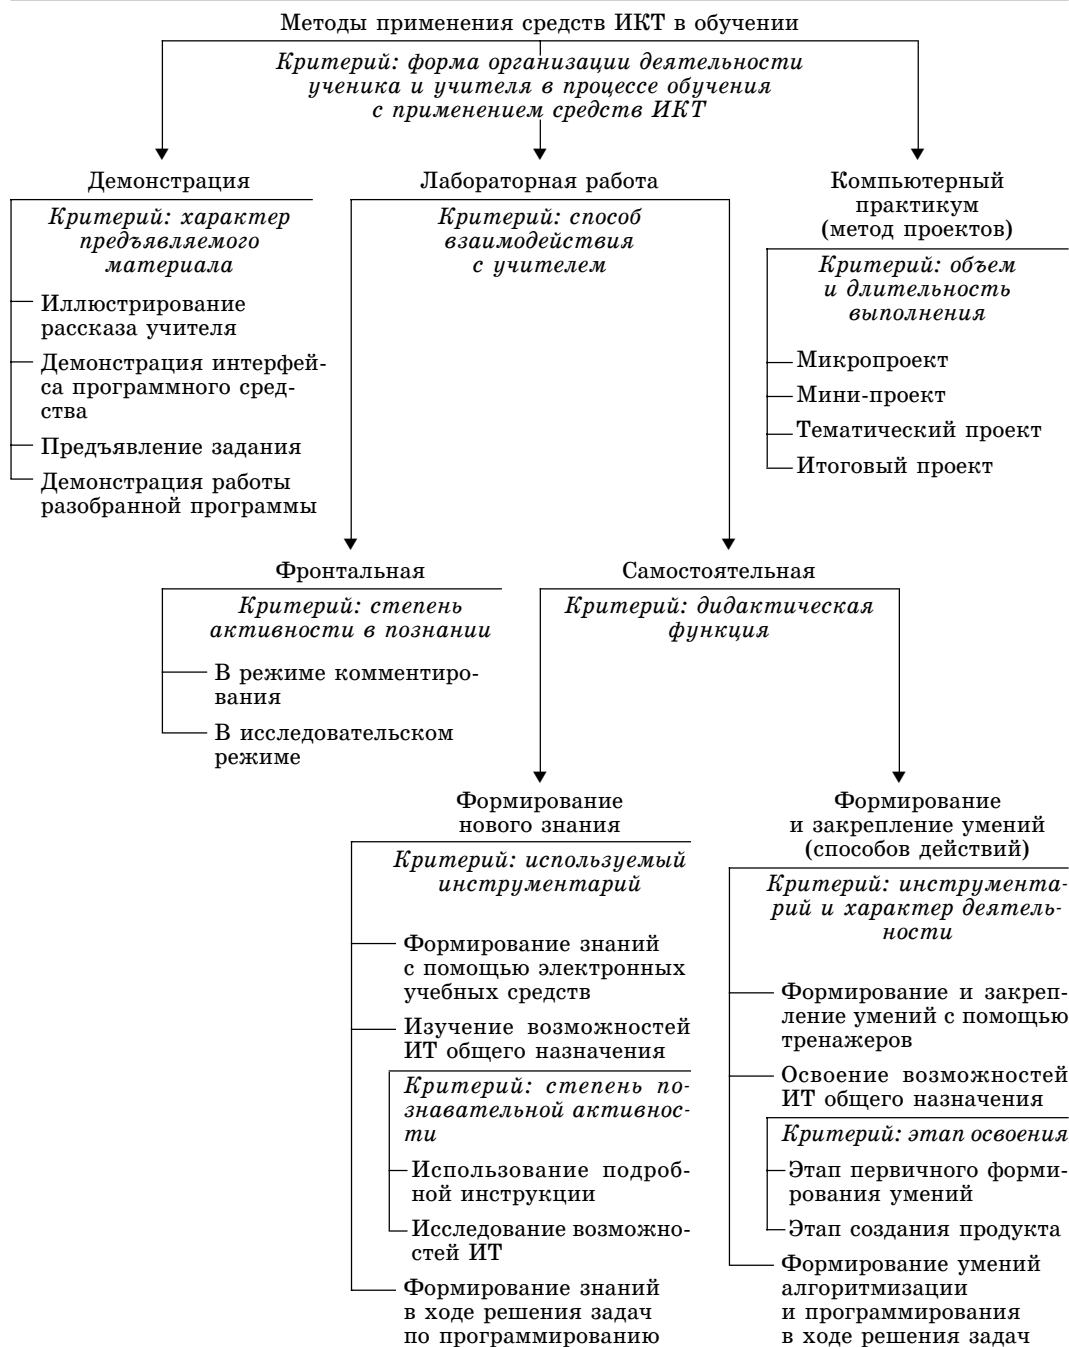 Методы применения средств ИКТ в обучении
Критерий: форма организации деятельности
ученика и учителя в процессе обучения
с применением средств ИКТ
Демонстрация
Критерий: характер
предъявляемого
материала
Иллюстрирование
рассказа учителя
Демонстрация интерфей-
са программного сред-
ства
Предъявление задания
Демонстрация работы
разобранной программы
Лабораторная работа
Критерий: способ
взаимодействия
с учителем
Компьютерный
практикум
(метод проектов)
Критерий: объем
и длительность
выполнения
Микропроект
Мини-проект
Тематический проект
Итоговый проект
Фронтальная
Критерий: степень
активности в познании
В режиме комментиро-
вания
В исследовательском
режиме
Самостоятельная
Критерий: дидактическая
функция
Формирование
нового знания
Критерий: используемый
инструментарий
Формирование знаний
с помощью электронных
учебных средств
Изучение возможностей
ИТ общего назначения
Критерий: степень по-
знавательной активнос-
ти
Использование подроб-
ной инструкции
Исследование возможно-
стей ИТ
Формирование знаний
в ходе решения задач
по программированию
Формирование
и закрепление умений
(способов действий)
Критерий: инструмента-
рий и характер деятель-
ности
Формирование и закреп-
ление умений с помощью
тренажеров
Освоение возможностей
ИТ общего назначения
Критерий: этап освоения
Этап первичного форми-
рования умений
Этап создания продукта
Формирование умений
алгоритмизации
и программирования
в ходе решения задач